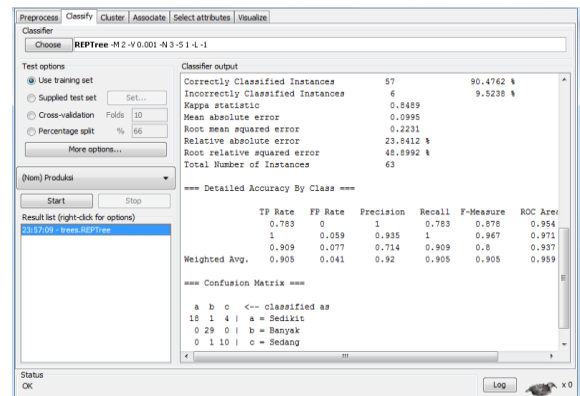 Preprocess Classify Cluster Associate Select attributes Visualize
Classifier
Choose REPTree -M 2 -V 0.001 -N 3 -S 1 -L -1
Test options
Use training set
Supplied test set Set...
Cross-validation Folds 10
Percentage split % 66
More options...
(Nom) Produksi
Start Stop
Result list (right-click for options)
23:57:09 - trees.REPTree
Classifier output
Correctly Classified Instances 57 90.4762 %
Incorrectly Classified Instances 6 9.5238 %
Kappa statistic 0.8489
Mean absolute error 0.0995
Root mean squared error 0.2231
Relative absolute error 23.8412 %
Root relative squared error 48.8992 %
Total Number of Instances 63
=== Detailed Accuracy By Class ===
TP Rate FP Rate Precision Recall F-Measure ROC Area
0.783 0 1 0.783 0.878 0.954
1 0.059 0.935 1 0.967 0.971
0.909 0.077 0.714 0.909 0.8 0.937
Weighted Avg. 0.905 0.041 0.92 0.905 0.905 0.959
=== Confusion Matrix ===
a b c <-- classified as
18 1 4 | a = Sedikit
0 29 0 | b = Banyak
0 1 10 | c = Sedang
Status
OK
Log
x 0